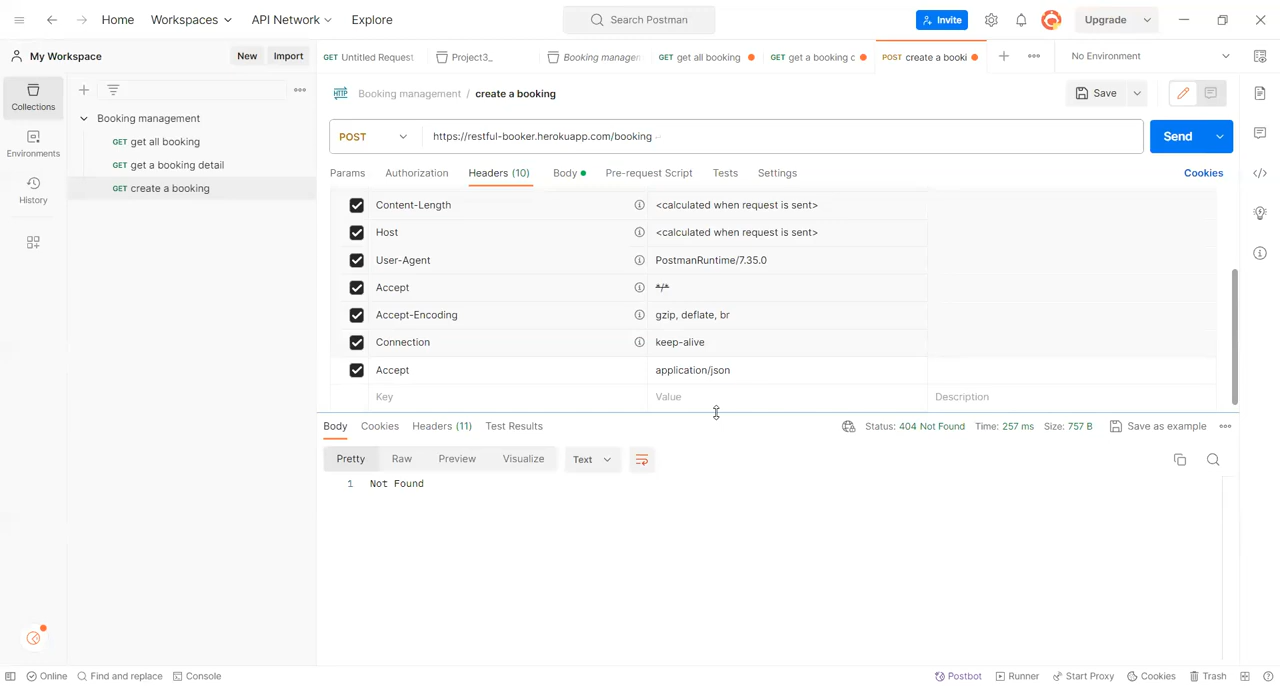 Home Workspaces API Network Explore Search Postman Invite Upgrade
My Workspace New Import GET Untitled Request Project3_ Booking managen GET get all booking GET get a booking c POST create a booki No Environment
Collections
Environments
History
Booking management
GET get all booking
GET get a booking detail
GET create a booking
Booking management / create a booking Save
POST https://restful-booker.herokuapp.com/booking Send
Params Authorization Headers (10) Body Pre-request Script Tests Settings Cookies
Content-Length <calculated when request is sent>
Host <calculated when request is sent>
User-Agent PostmanRuntime/7.35.0
Accept */*
Accept-Encoding gzip, deflate, br
Connection keep-alive
Accept application/json
Key Value Description
Body Cookies Headers (11) Test Results Status: 404 Not Found Time: 257 ms Size: 757 B Save as example
Pretty Raw Preview Visualize Text
1 Not Found
Online Find and replace Console Postbot Runner Start Proxy Cookies Trash